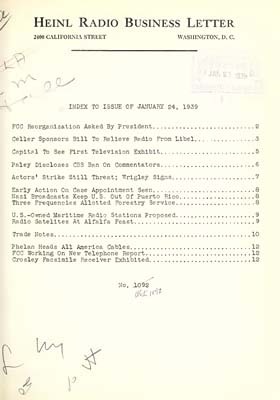 HEINL RADIO BUSINESS LETTER
2400 CALIFORNIA STREET WASHINGTON, D. C.
INDEX TO ISSUE OF JANUARY 24, 1939
FCC Reorganization Asked By President....2
Celler Sponsors Bill To Relieve Radio From Libel....3
Capital To See First Television Exhibit....5
Paley Discloses CBS Ban On Commentators....6
Actors' Strike Still Threat; Wrigley Signs....7
Early Action On Case Appointment Seen....8
Nazi Broadcasts Keep U.S. Out Of Puerto Rico....8
Three Frequencies Allotted Forestry Service....8
U.S.-Owned Maritime Radio Stations Proposed....9
Radio Satellites At Alfalfa Feast....9
Trade Notes....10
Phelan Heads All America Cables....12
FCC Working On New Telephone Report....12
Crosley Facsimile Receiver Exhibited....12
No. 1092